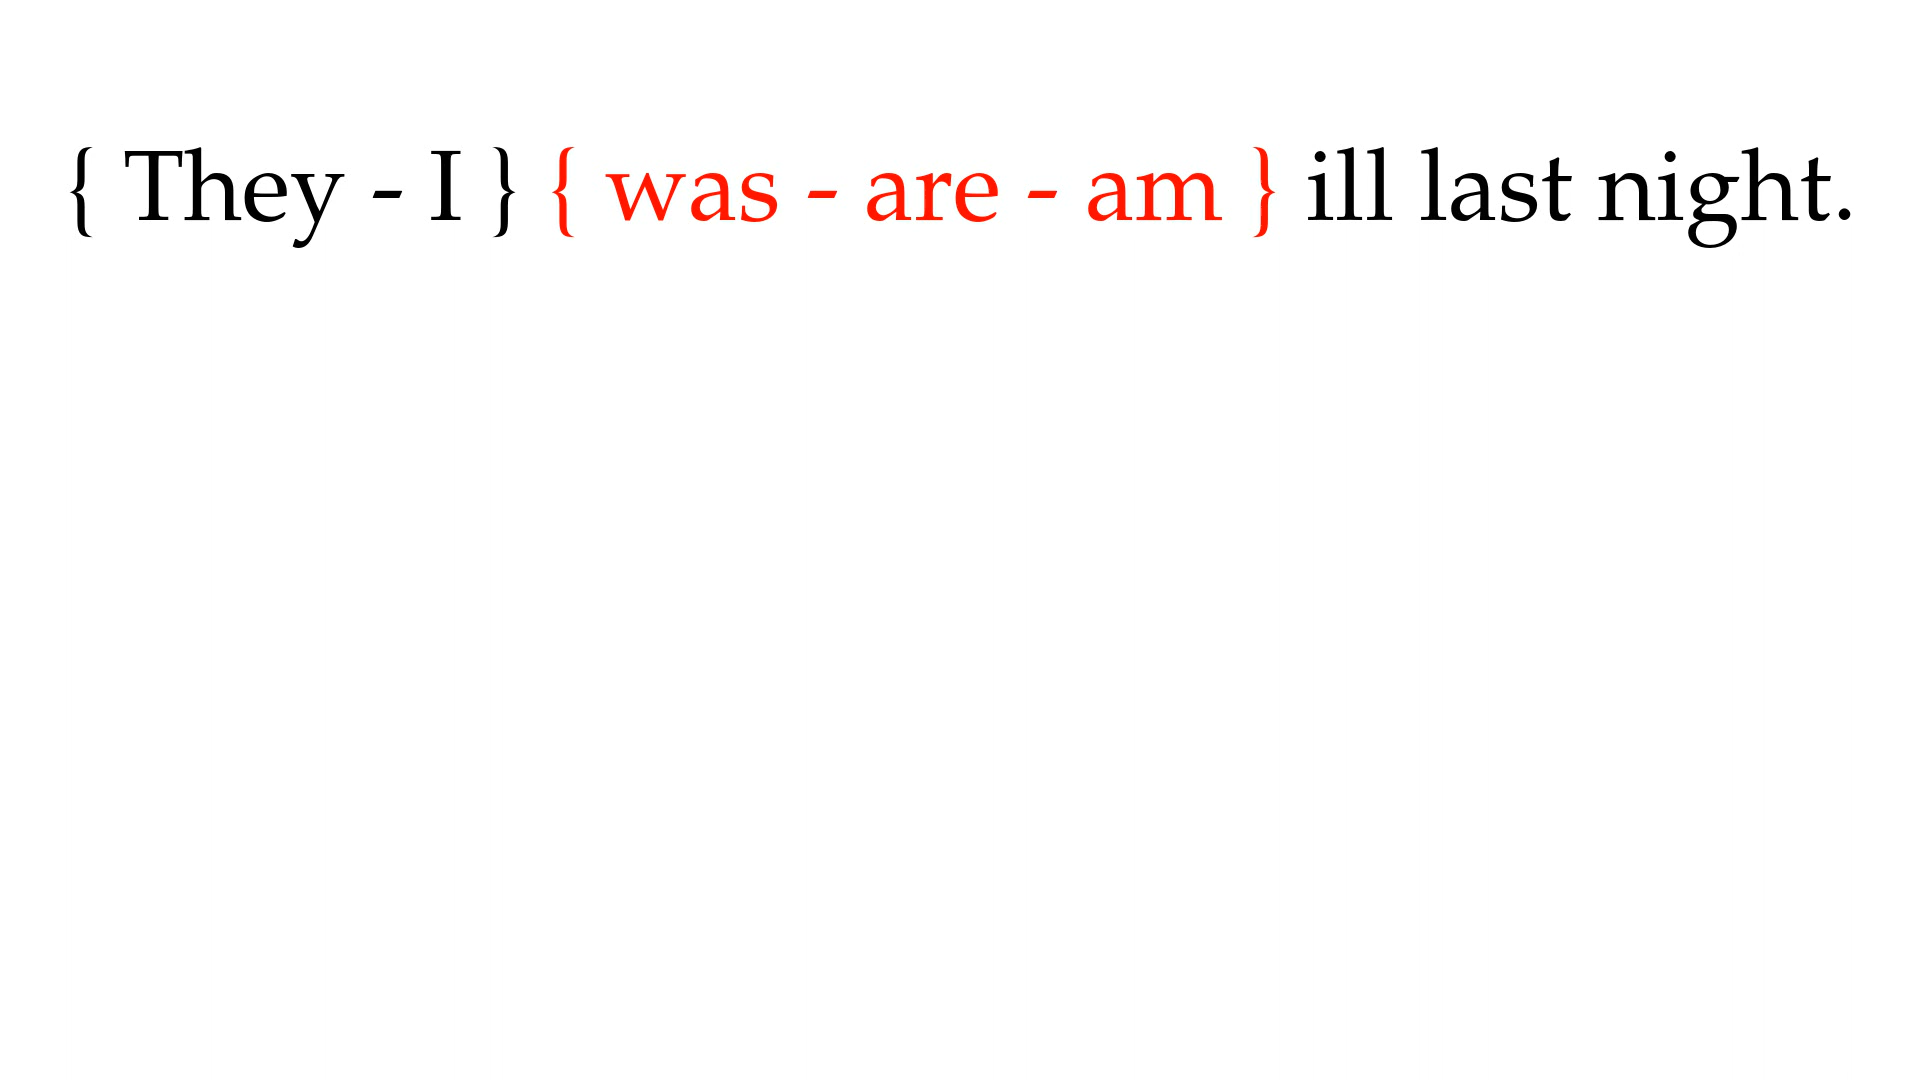 { They - I } { was - are - am } ill last night.